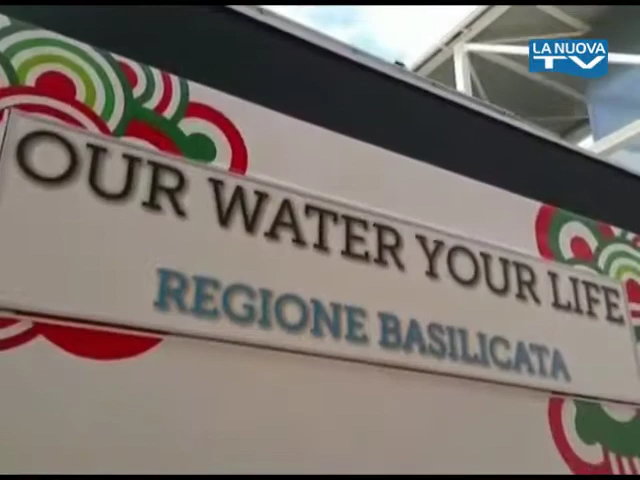 LA NUOVA
TV
OUR WATER YOUR LIFE
REGIONE BASILICATA